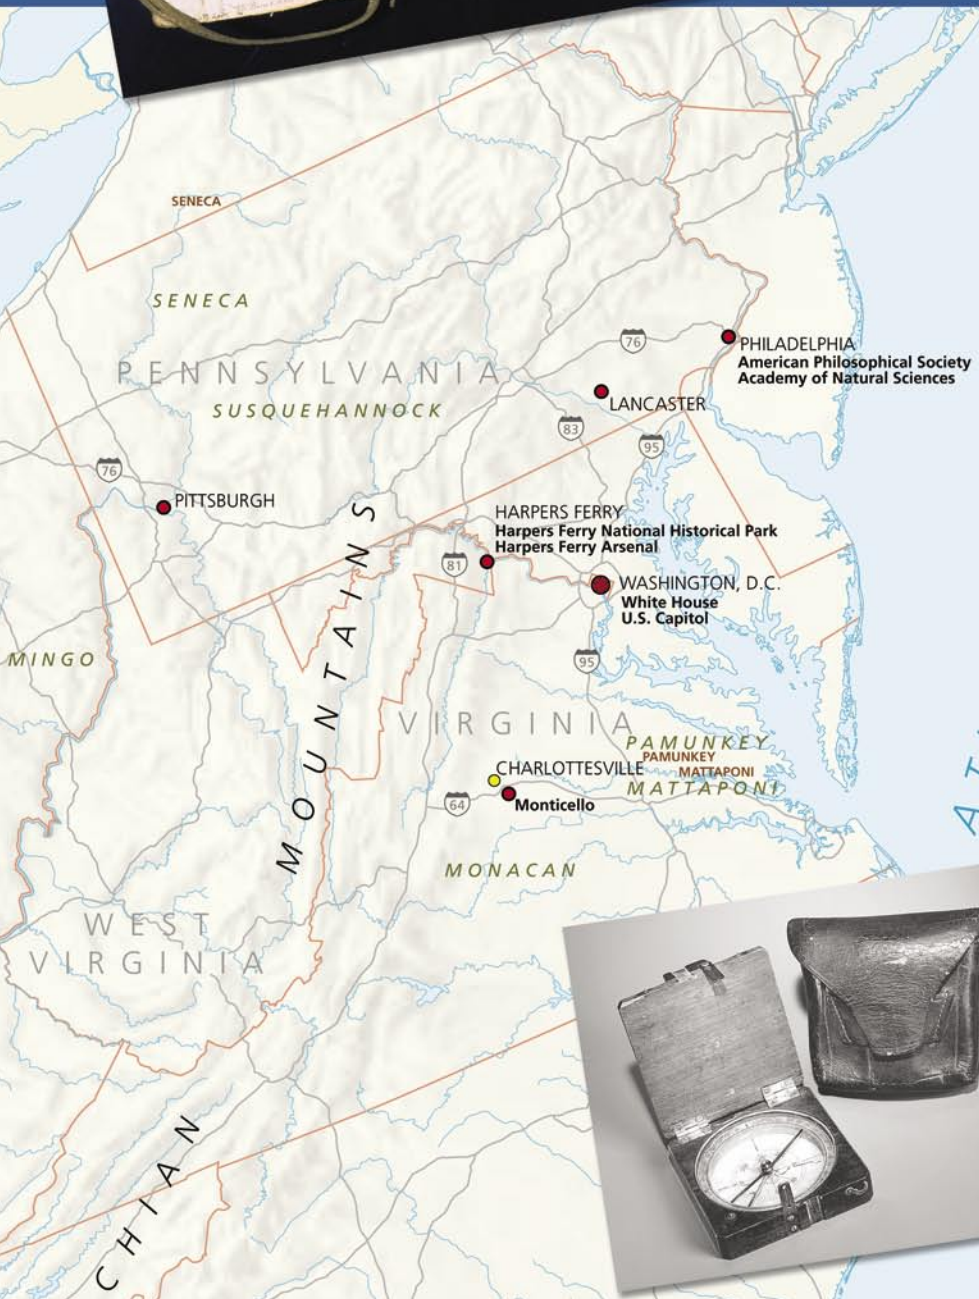 SENECA
SENECA
PENNSYLVANIA
SUSQUEHANNOCK
76
PHILADELPHIA
American Philosophical Society
Academy of Natural Sciences
LANCASTER
83
95
76
PITTSBURGH
HARPERS FERRY
Harpers Ferry National Historical Park
Harpers Ferry Arsenal
81
WASHINGTON, D.C.
White House
U.S. Capitol
MINGO
95
MOUNTAINS
VIRGINIA
PAMUNKEY
PAMUNKEY
MATTAPONI
MATTAPONI
CHARLOTTESVILLE
Monticello
64
MONACAN
AT
WEST
VIRGINIA
CHIAN